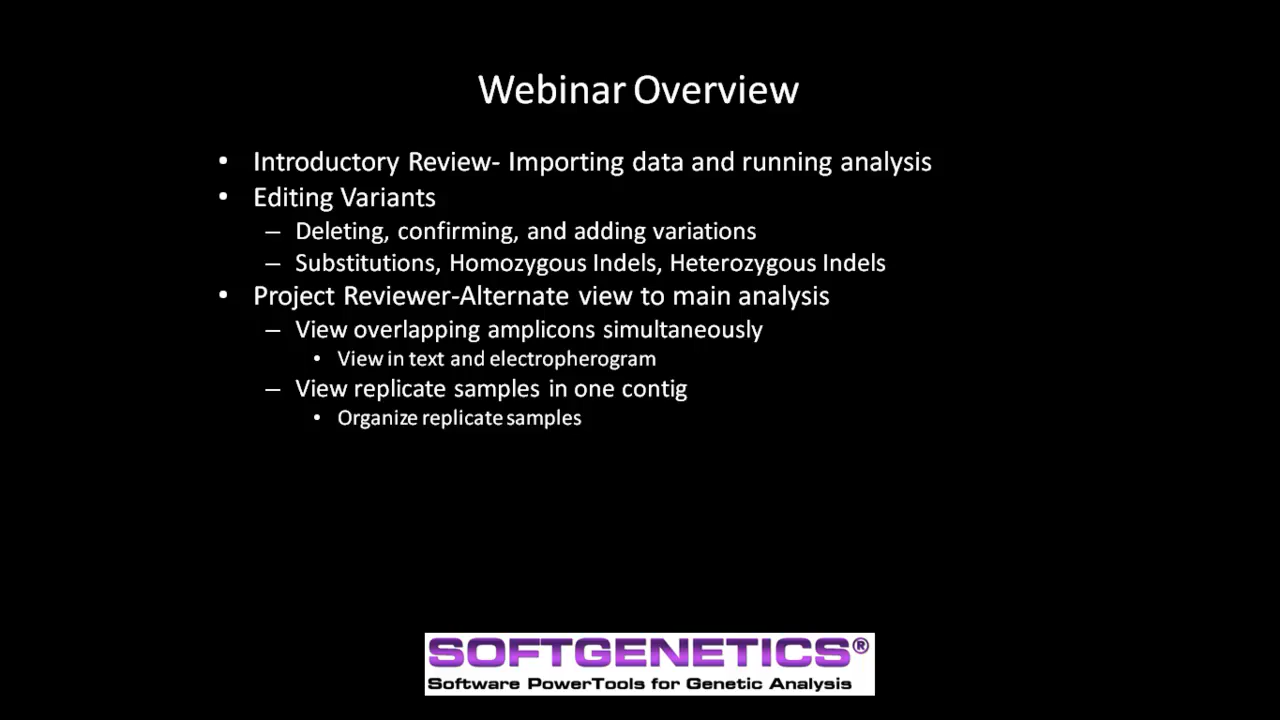 Webinar Overview
• Introductory Review- Importing data and running analysis
• Editing Variants
– Deleting, confirming, and adding variations
– Substitutions, Homozygous Indels, Heterozygous Indels
• Project Reviewer-Alternate view to main analysis
– View overlapping amplicons simultaneously
• View in text and electropherogram
– View replicate samples in one contig
• Organize replicate samples
SOFTGENETICS®
Software PowerTools for Genetic Analysis